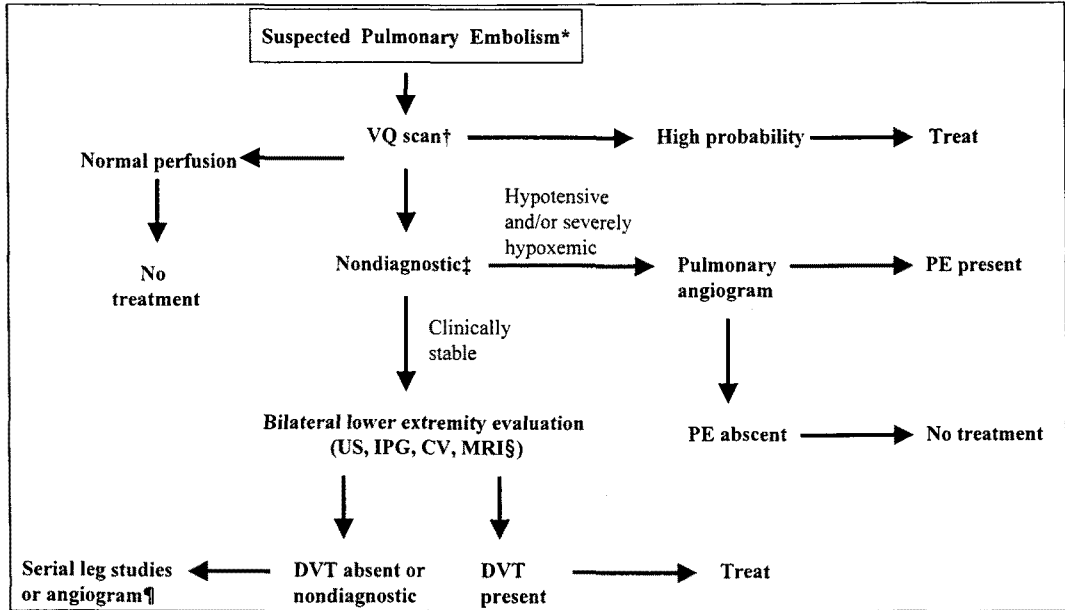 Suspected Pulmonary Embolism*
VQ scan†
High probability
Treat
Normal perfusion
Hypotensive
and/or severely
hypoxemic
No
treatment
Nondiagnostic‡
Pulmonary
angiogram
PE present
Clinically
stable
Bilateral lower extremity evaluation
(US, IPG, CV, MRI§)
PE abscent
No treatment
Serial leg studies
or angiogram¶
DVT absent or
nondiagnostic
DVT
present
Treat